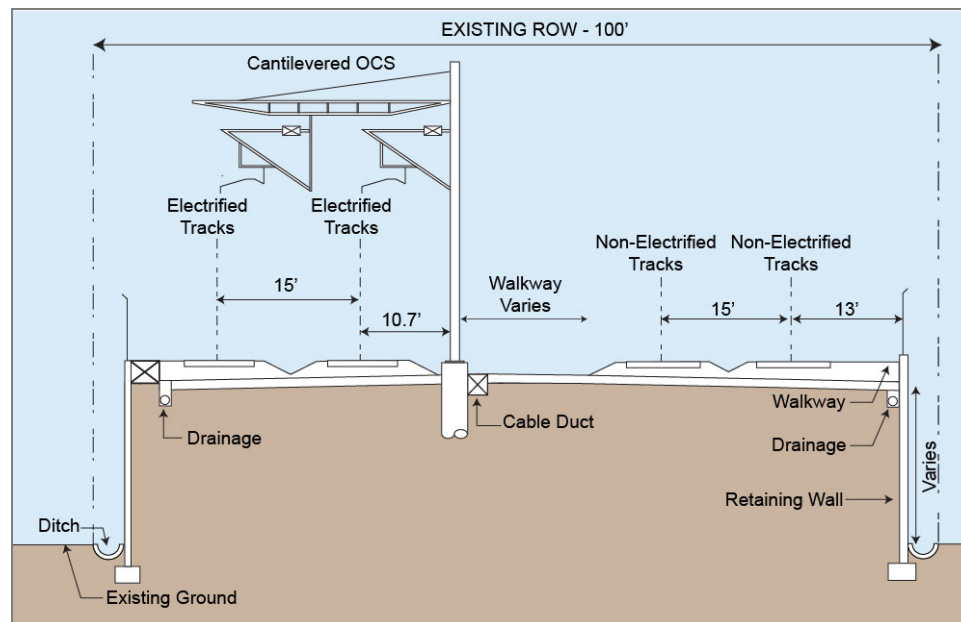 EXISTING ROW - 100'
Cantilevered OCS
Electrified
Tracks
Electrified
Tracks
Non-Electrified
Tracks
Non-Electrified
Tracks
15'
10.7'
Walkway
Varies
15'
13'
Walkway
Drainage
Cable Duct
Drainage
Varies
Retaining Wall
Ditch
Existing Ground